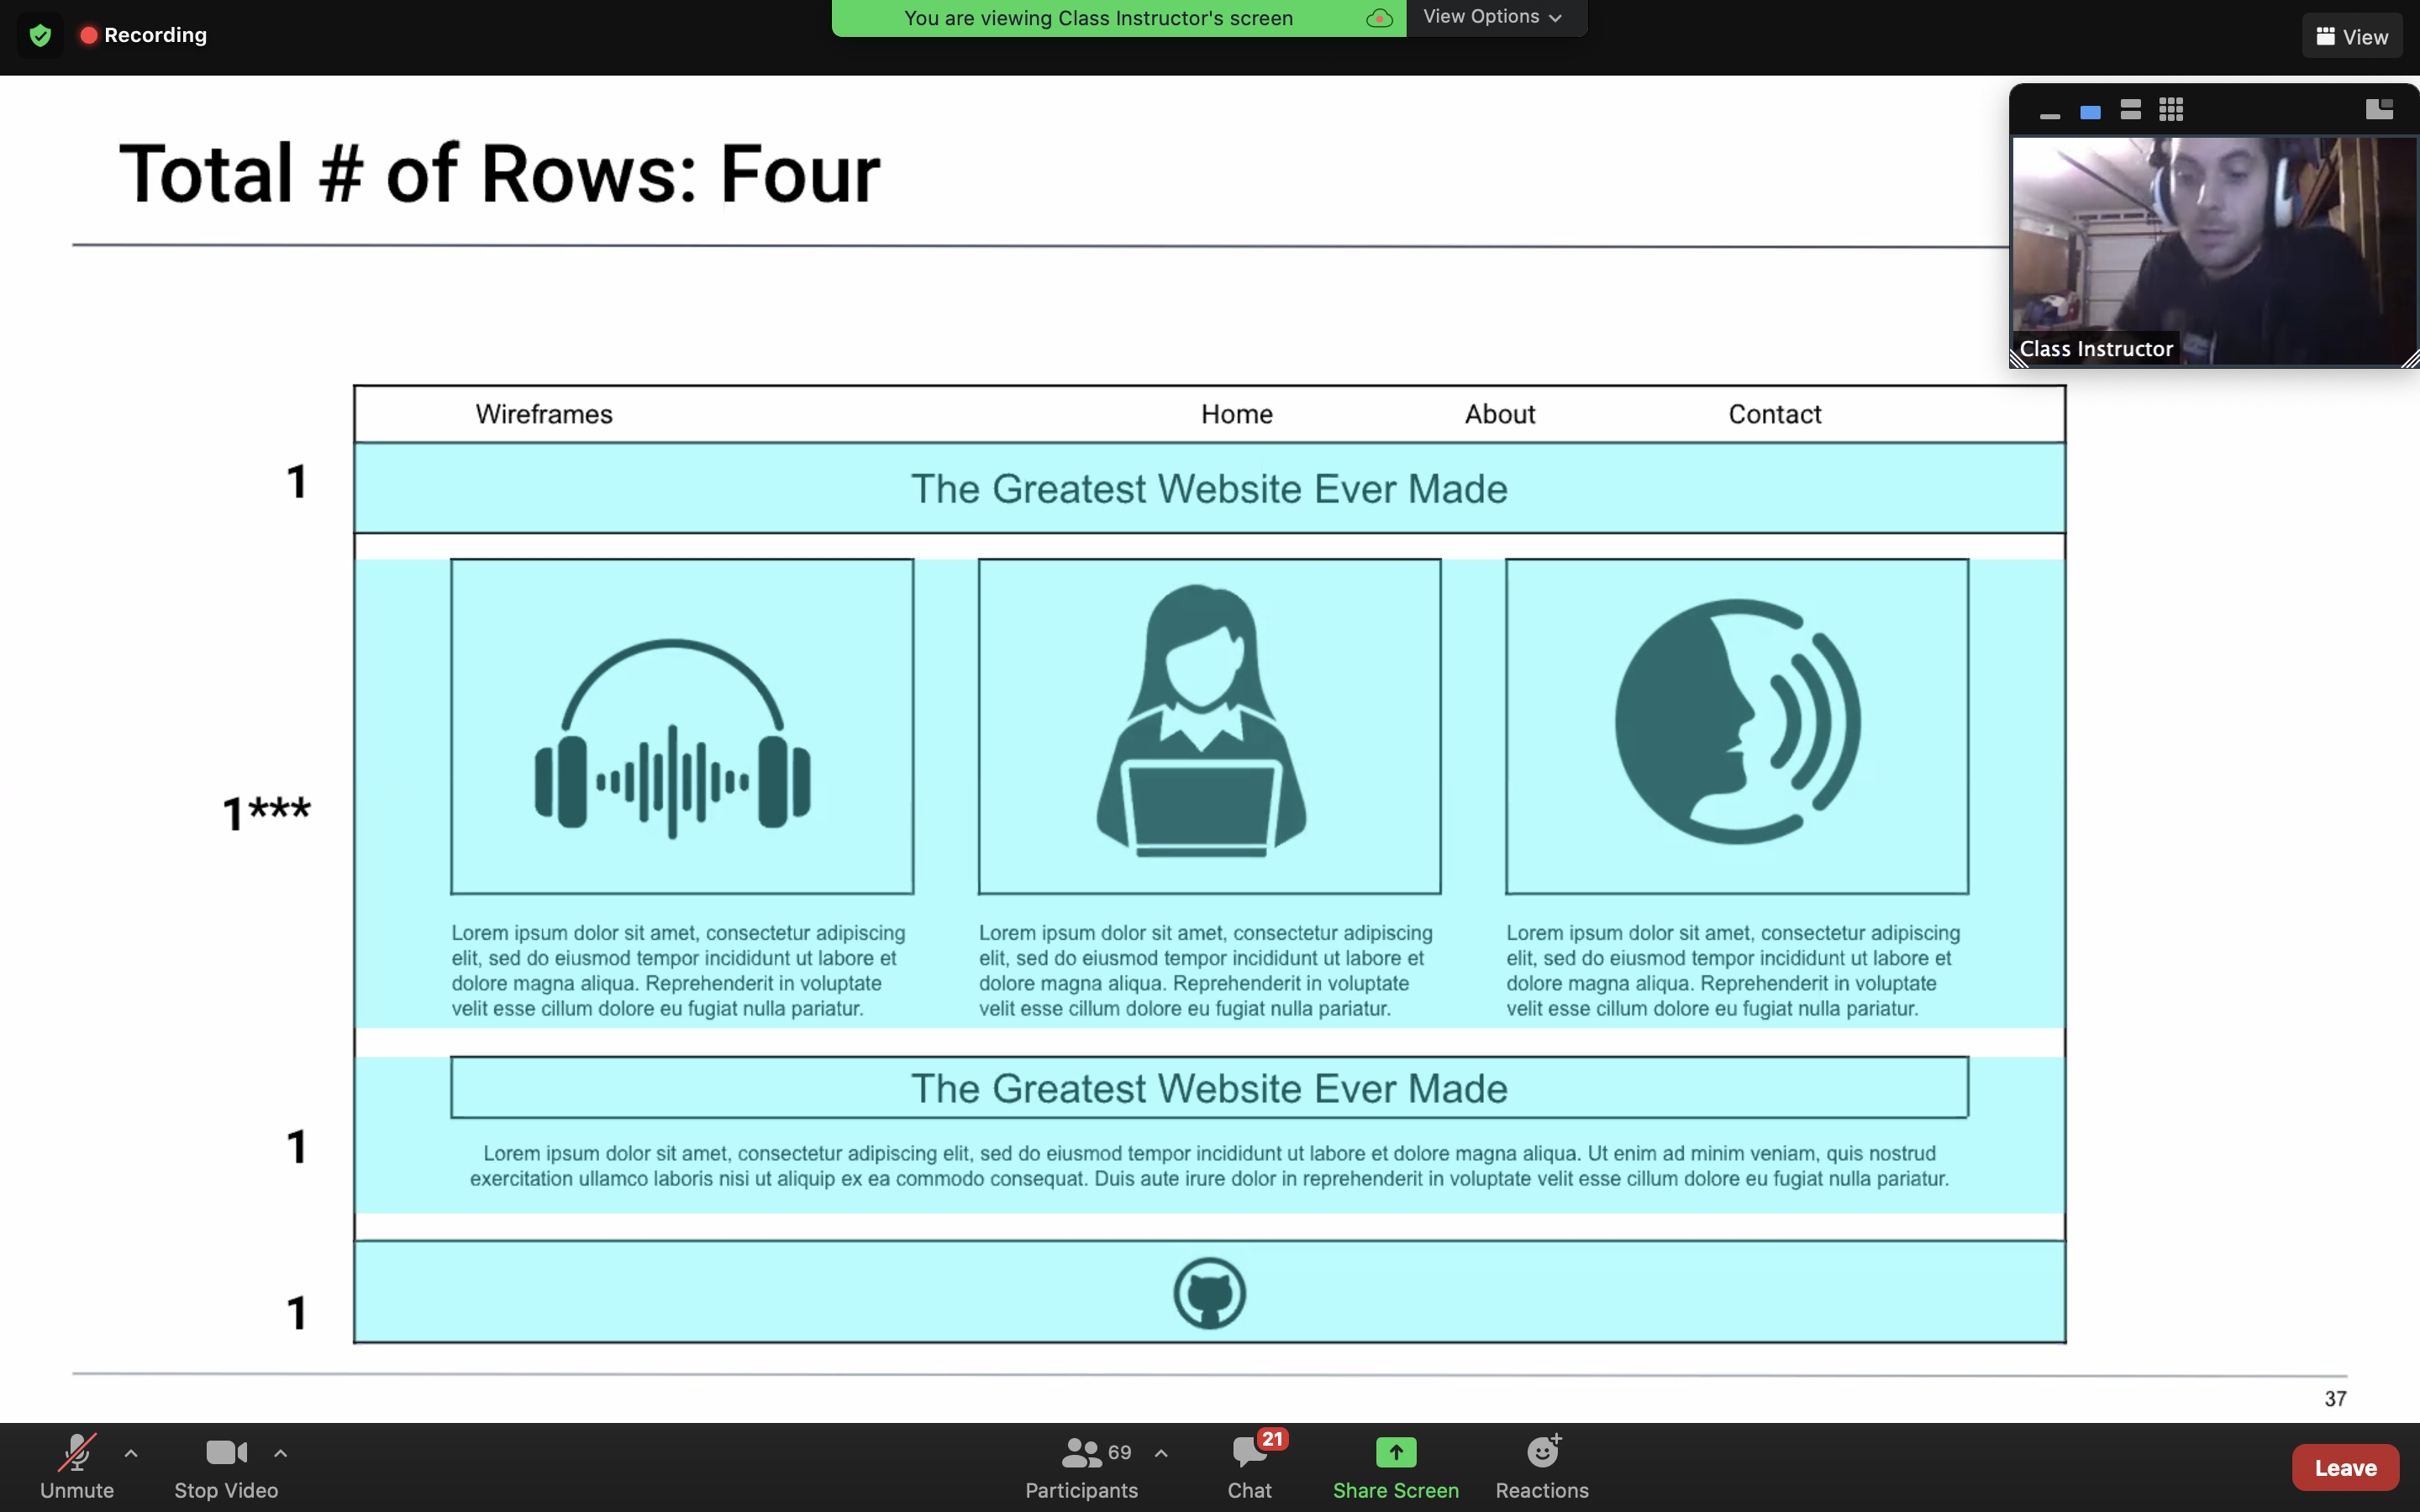 Recording
You are viewing Class Instructor's screen
View Options
View
Total # of Rows: Four
Class Instructor
Wireframes
Home
About
Contact
1
The Greatest Website Ever Made
1***
Lorem ipsum dolor sit amet, consectetur adipiscing
elit, sed do eiusmod tempor incididunt ut labore et
dolore magna aliqua. Reprehenderit in voluptate
velit esse cillum dolore eu fugiat nulla pariatur.
Lorem ipsum dolor sit amet, consectetur adipiscing
elit, sed do eiusmod tempor incididunt ut labore et
dolore magna aliqua. Reprehenderit in voluptate
velit esse cillum dolore eu fugiat nulla pariatur.
Lorem ipsum dolor sit amet, consectetur adipiscing
elit, sed do eiusmod tempor incididunt ut labore et
dolore magna aliqua. Reprehenderit in voluptate
velit esse cillum dolore eu fugiat nulla pariatur.
The Greatest Website Ever Made
1
Lorem ipsum dolor sit amet, consectetur adipiscing elit, sed do eiusmod tempor incididunt ut labore et dolore magna aliqua. Ut enim ad minim veniam, quis nostrud
exercitation ullamco laboris nisi ut aliquip ex ea commodo consequat. Duis aute irure dolor in reprehenderit in voluptate velit esse cillum dolore eu fugiat nulla pariatur.
1
37
Unmute
Stop Video
69
Participants
21
Chat
Share Screen
Reactions
Leave